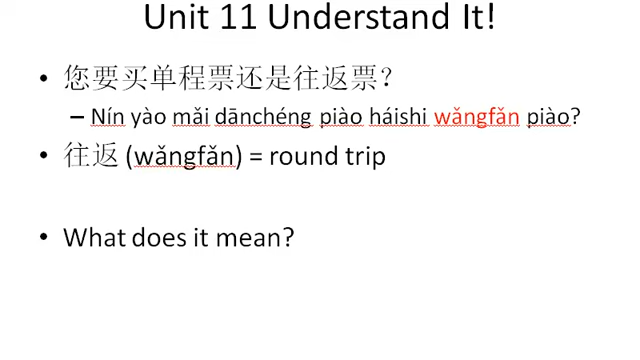 Unit 11 Understand It!
• 您要买单程票还是往返票？
– Nín yào mǎi dānchéng piào háishi wǎngfǎn piào?
• 往返 (wǎngfǎn) = round trip
• What does it mean?